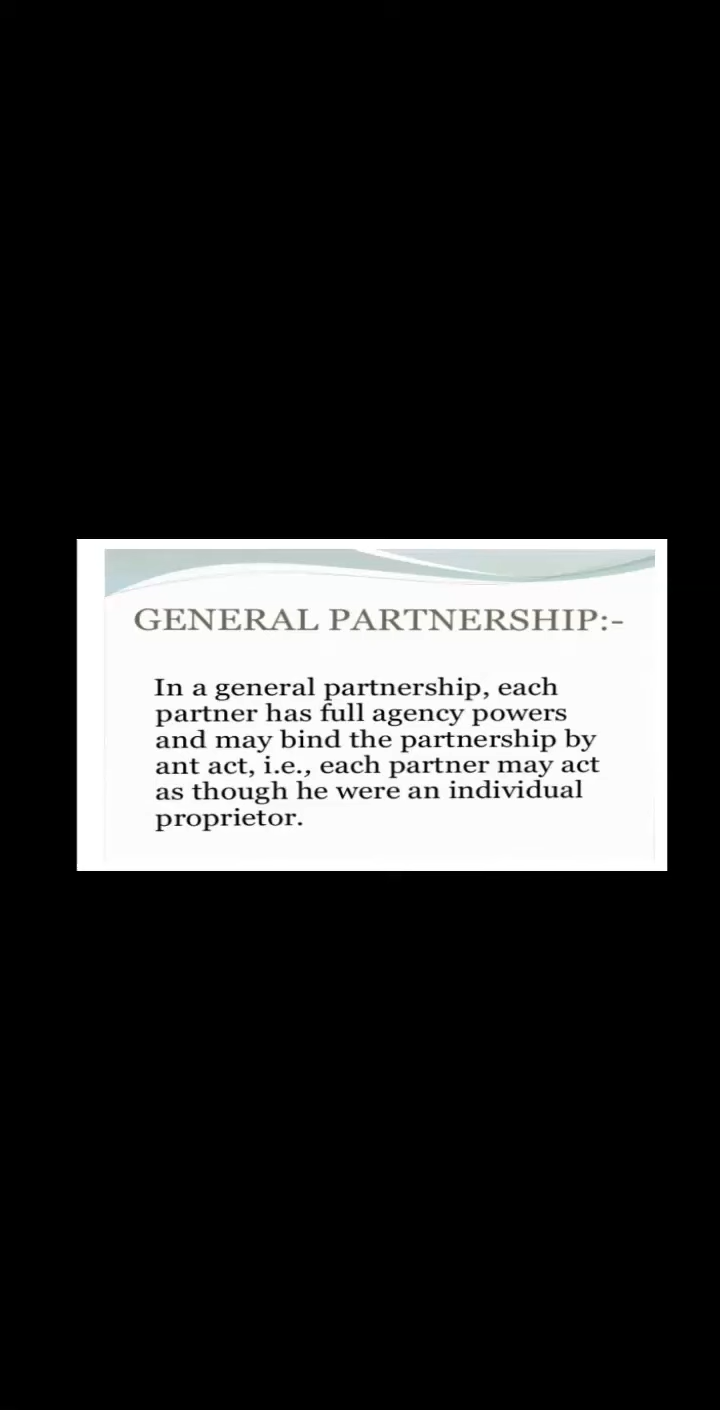 GENERAL PARTNERSHIP:-
In a general partnership, each
partner has full agency powers
and may bind the partnership by
ant act, i.e., each partner may act
as though he were an individual
proprietor.